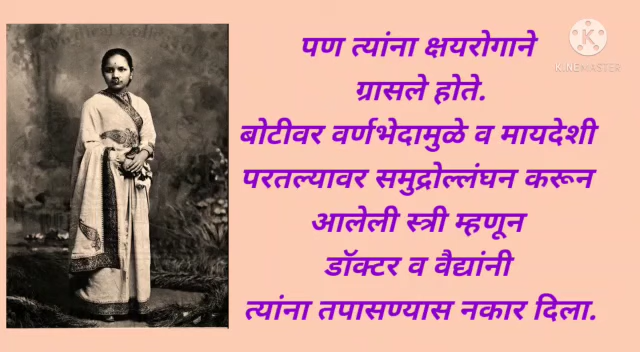 पण त्यांना क्षयरोगाने
ग्रासले होते.
बोटीवर वर्णभेदामुळे व मायदेशी
परतल्यावर समुद्रोल्लंघन करून
आलेली स्त्री म्हणून
डॉक्टर व वैद्यांनी
त्यांना तपासण्यास नकार दिला.
KINEMASTER